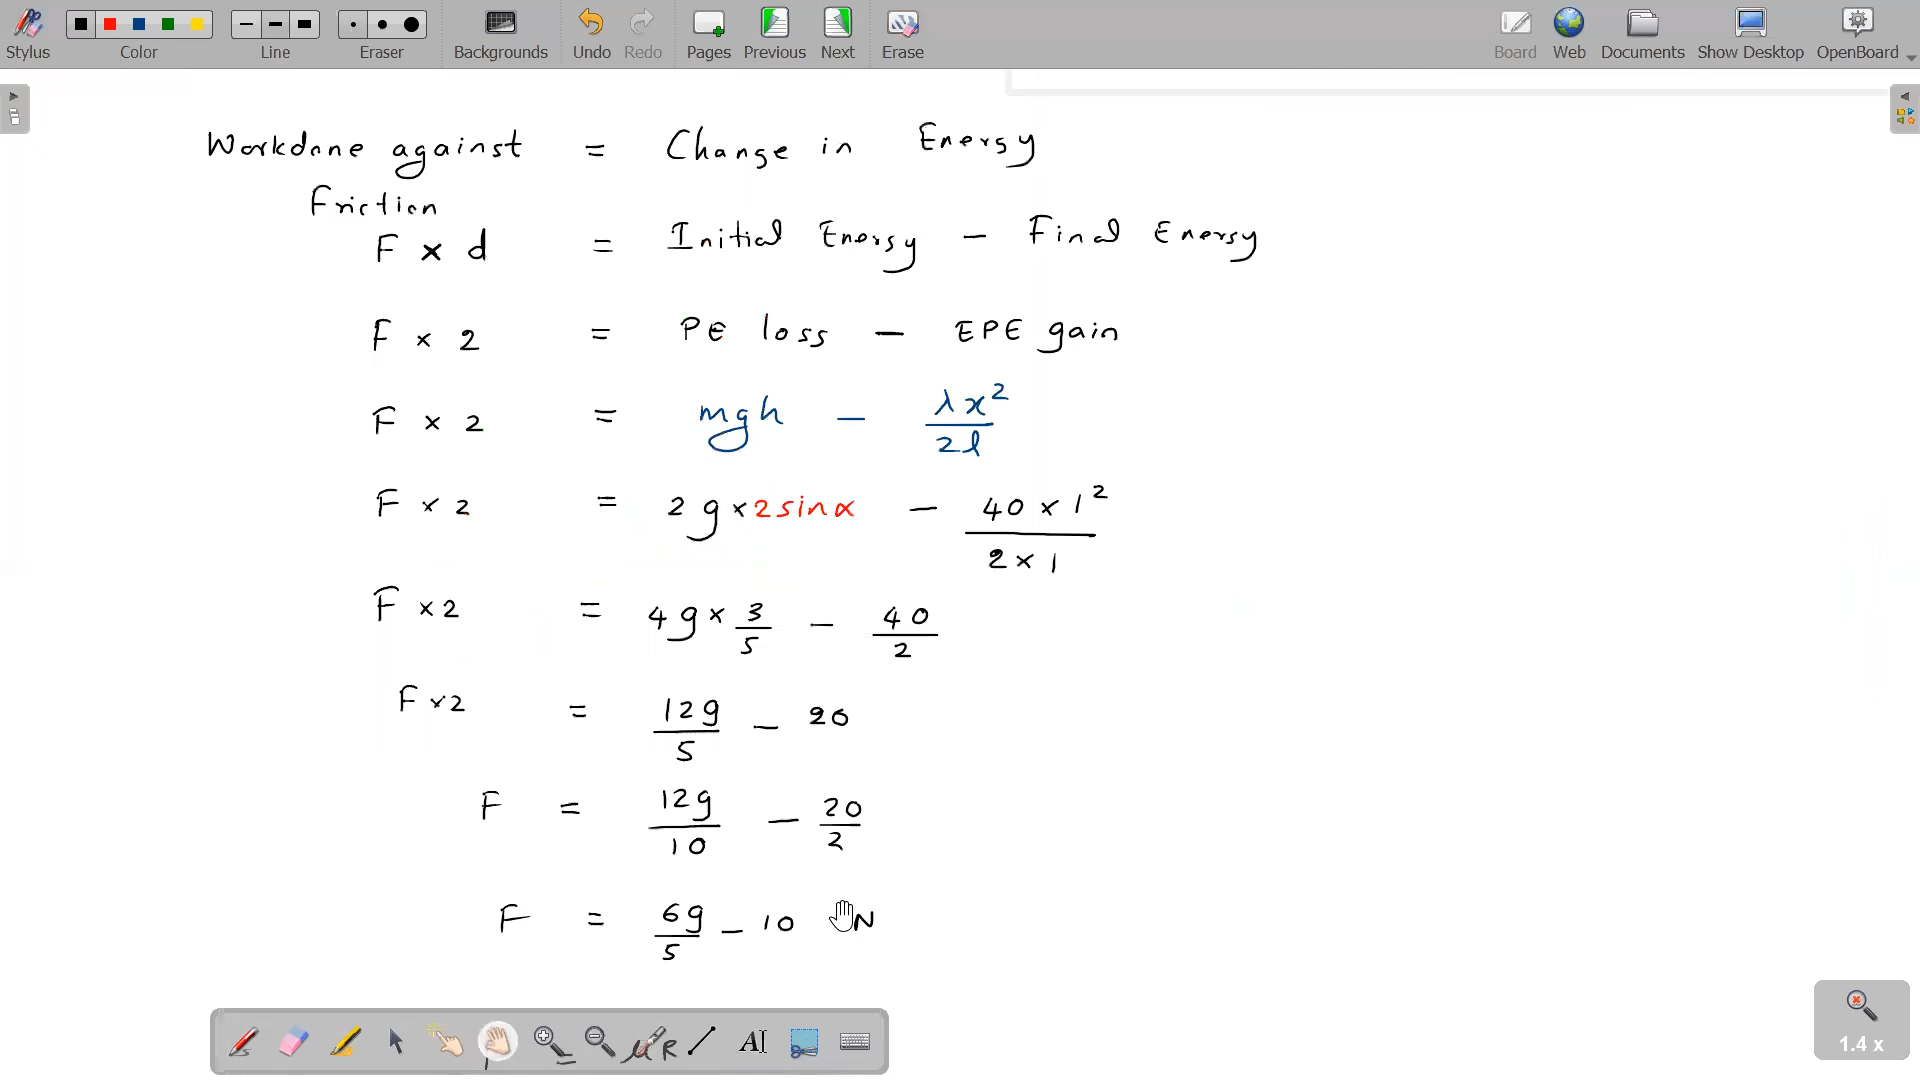 Stylus Color Line Eraser Backgrounds Undo Redo Pages Previous Next Erase Board Web Documents Show Desktop OpenBoard
Workdone against = Change in Energy
Friction
F × d = Initial Energy − Final Energy
F × 2 = PE loss − EPE gain
F × 2 = mgh − λx²/2l
F × 2 = 2g × 2sinα − 40 × 1²/2 × 1
F × 2 = 4g × 3/5 − 40/2
F × 2 = 12g/5 − 20
F = 12g/10 − 20/2
F = 6g/5 − 10 N
μR
AI
1.4 x